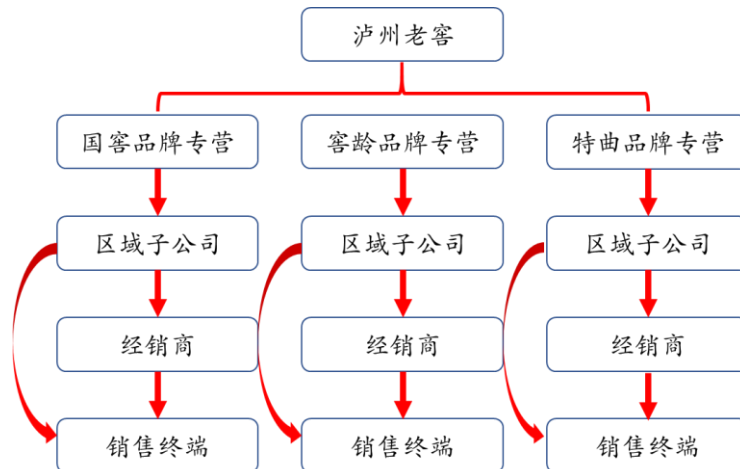 泸州老窖
国窖品牌专营 窖龄品牌专营 特曲品牌专营
区域子公司 区域子公司 区域子公司
经销商 经销商 经销商
销售终端 销售终端 销售终端